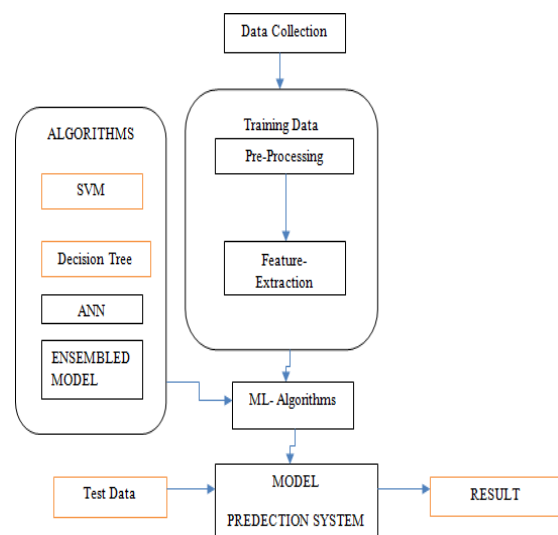 Data Collection
Training Data
Pre-Processing
Feature-
Extraction
ALGORITHMS
SVM
Decision Tree
ANN
ENSEMBLED
MODEL
ML- Algorithms
Test Data
MODEL
PREDECTION SYSTEM
RESULT